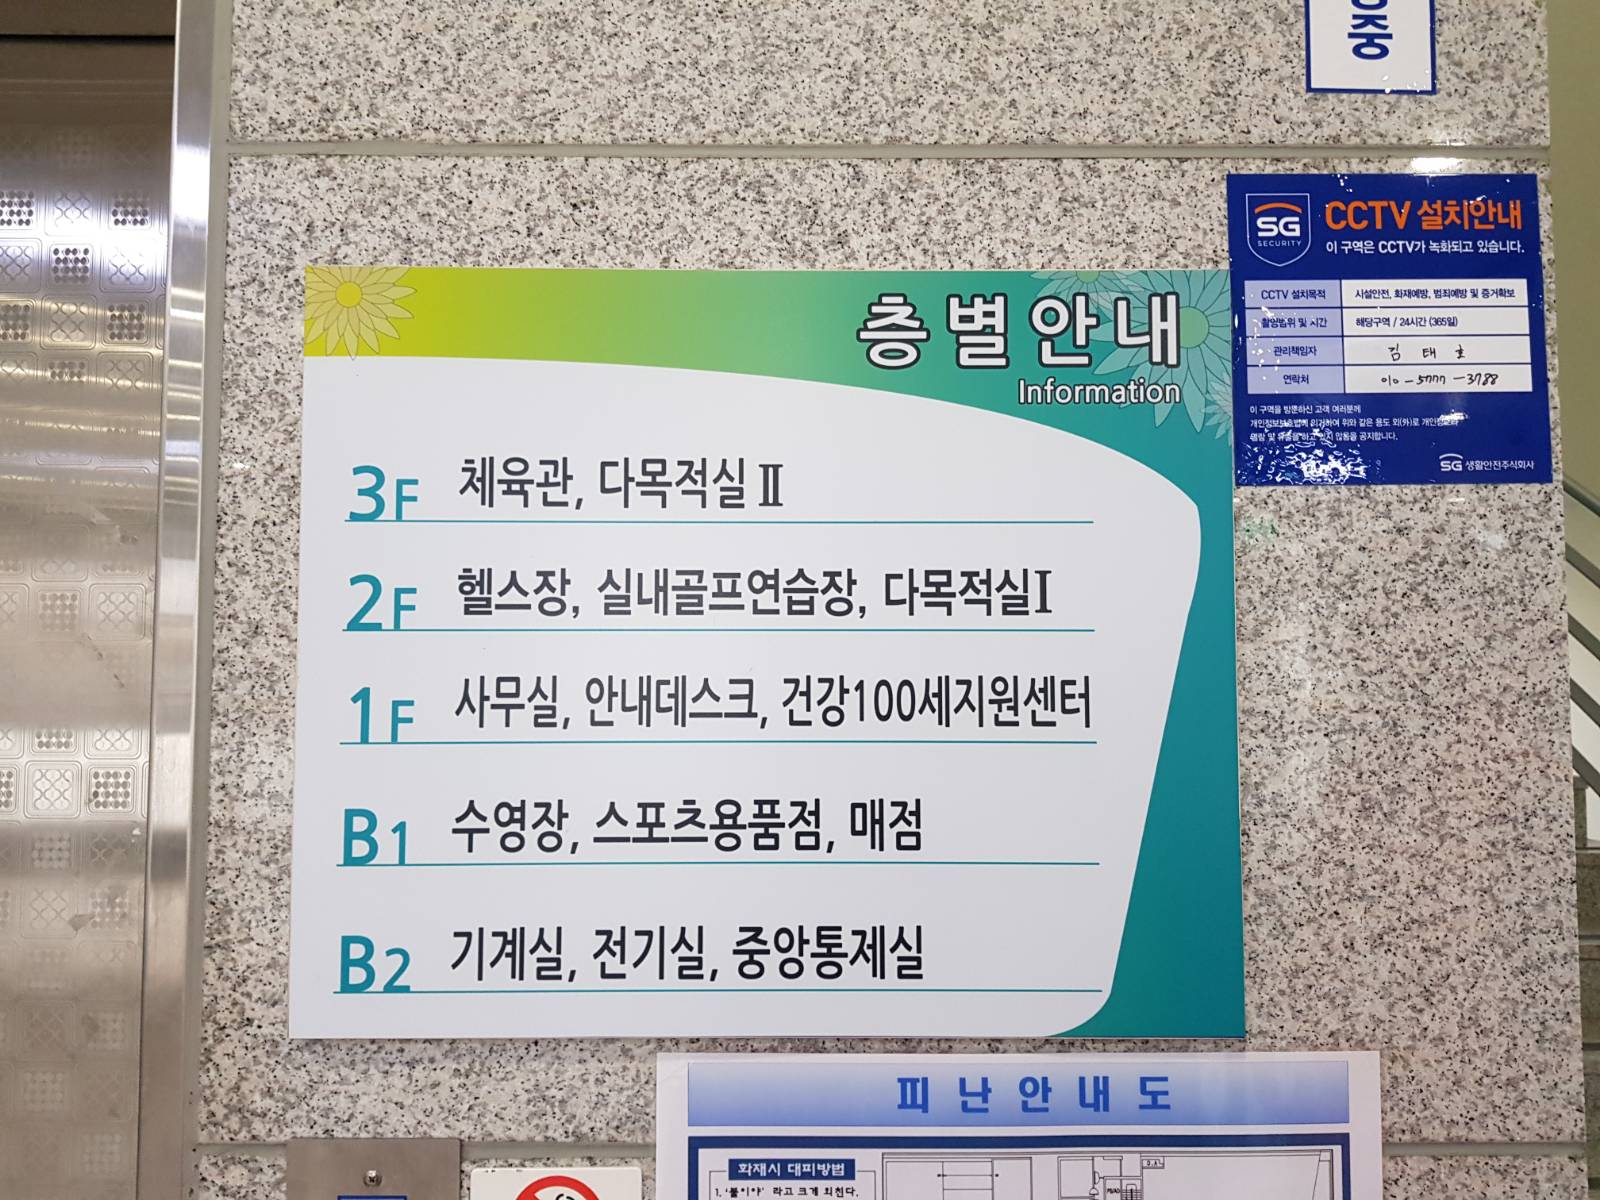 중
층별안내
Information
3F 체육관, 다목적실Ⅱ
2F 헬스장, 실내골프연습장, 다목적실Ⅰ
1F 사무실, 안내데스크, 건강100세지원센터
B1 수영장, 스포츠용품점, 매점
B2 기계실, 전기실, 중앙통제실
SG
SECURITY
CCTV 설치안내
이 구역은 CCTV가 녹화되고 있습니다.
CCTV 설치목적 시설안전, 화재예방, 범죄예방 및 증거확보
촬영범위 및 시간 해당구역 / 24시간 (365일)
관리책임자 김 태 호
연락처 010-5777-3788
이 구역을 방문하신 고객 여러분께
개인정보보호법에 의거하여 위와 같은 용도 외(外)로 개인정보의
열람 및 유출을 하고 있지 않음을 공지합니다.
SG 생활안전주식회사
피난안내도
화재시 대피방법
1. '불이야' 라고 크게 외친다.